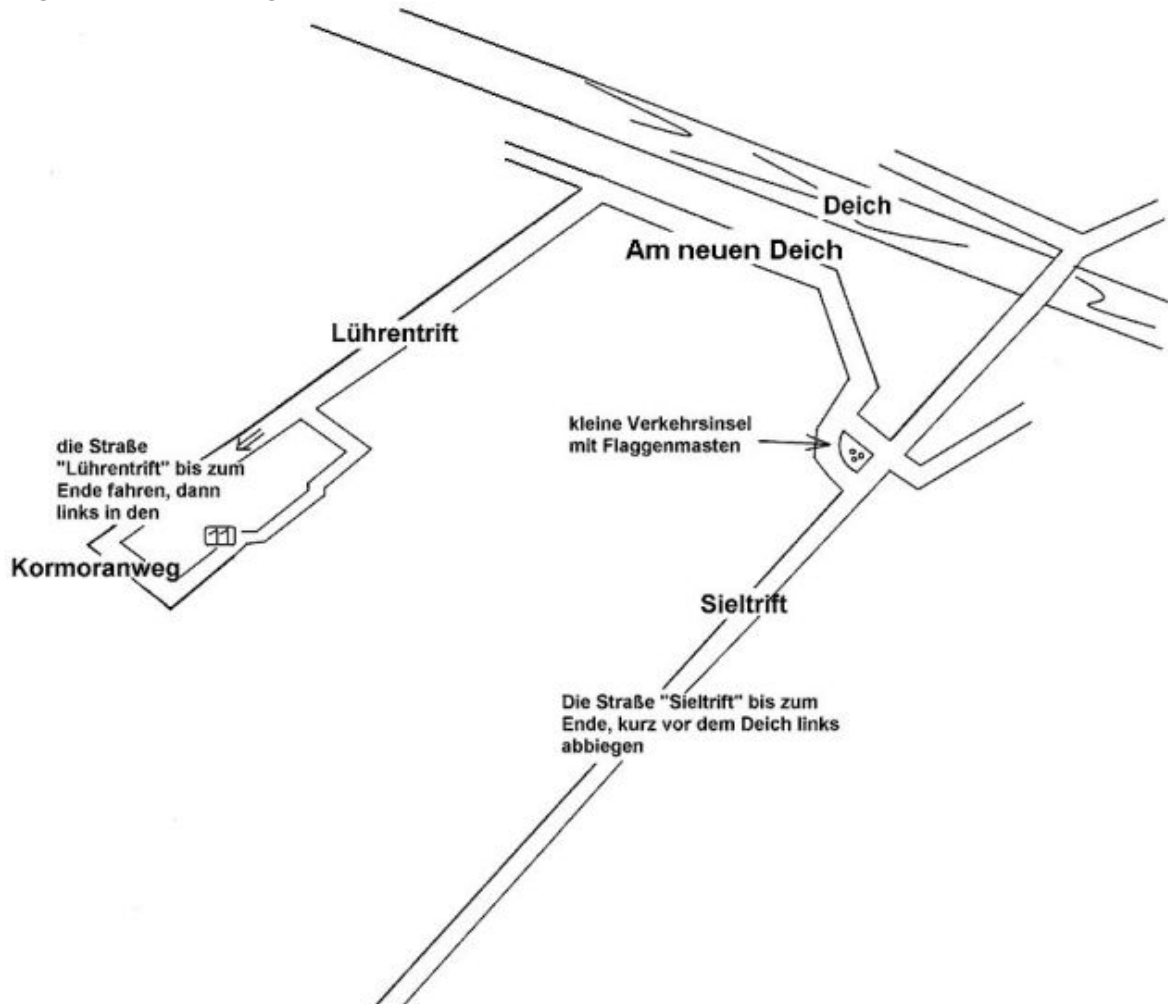 Deich
Am neuen Deich
Lührentrift
kleine Verkehrsinsel
mit Flaggenmasten
die Straße
"Lührentrift" bis zum
Ende fahren, dann
links in den
Kormoranweg
Sieltrift
Die Straße "Sieltrift" bis zum
Ende, kurz vor dem Deich links
abbiegen